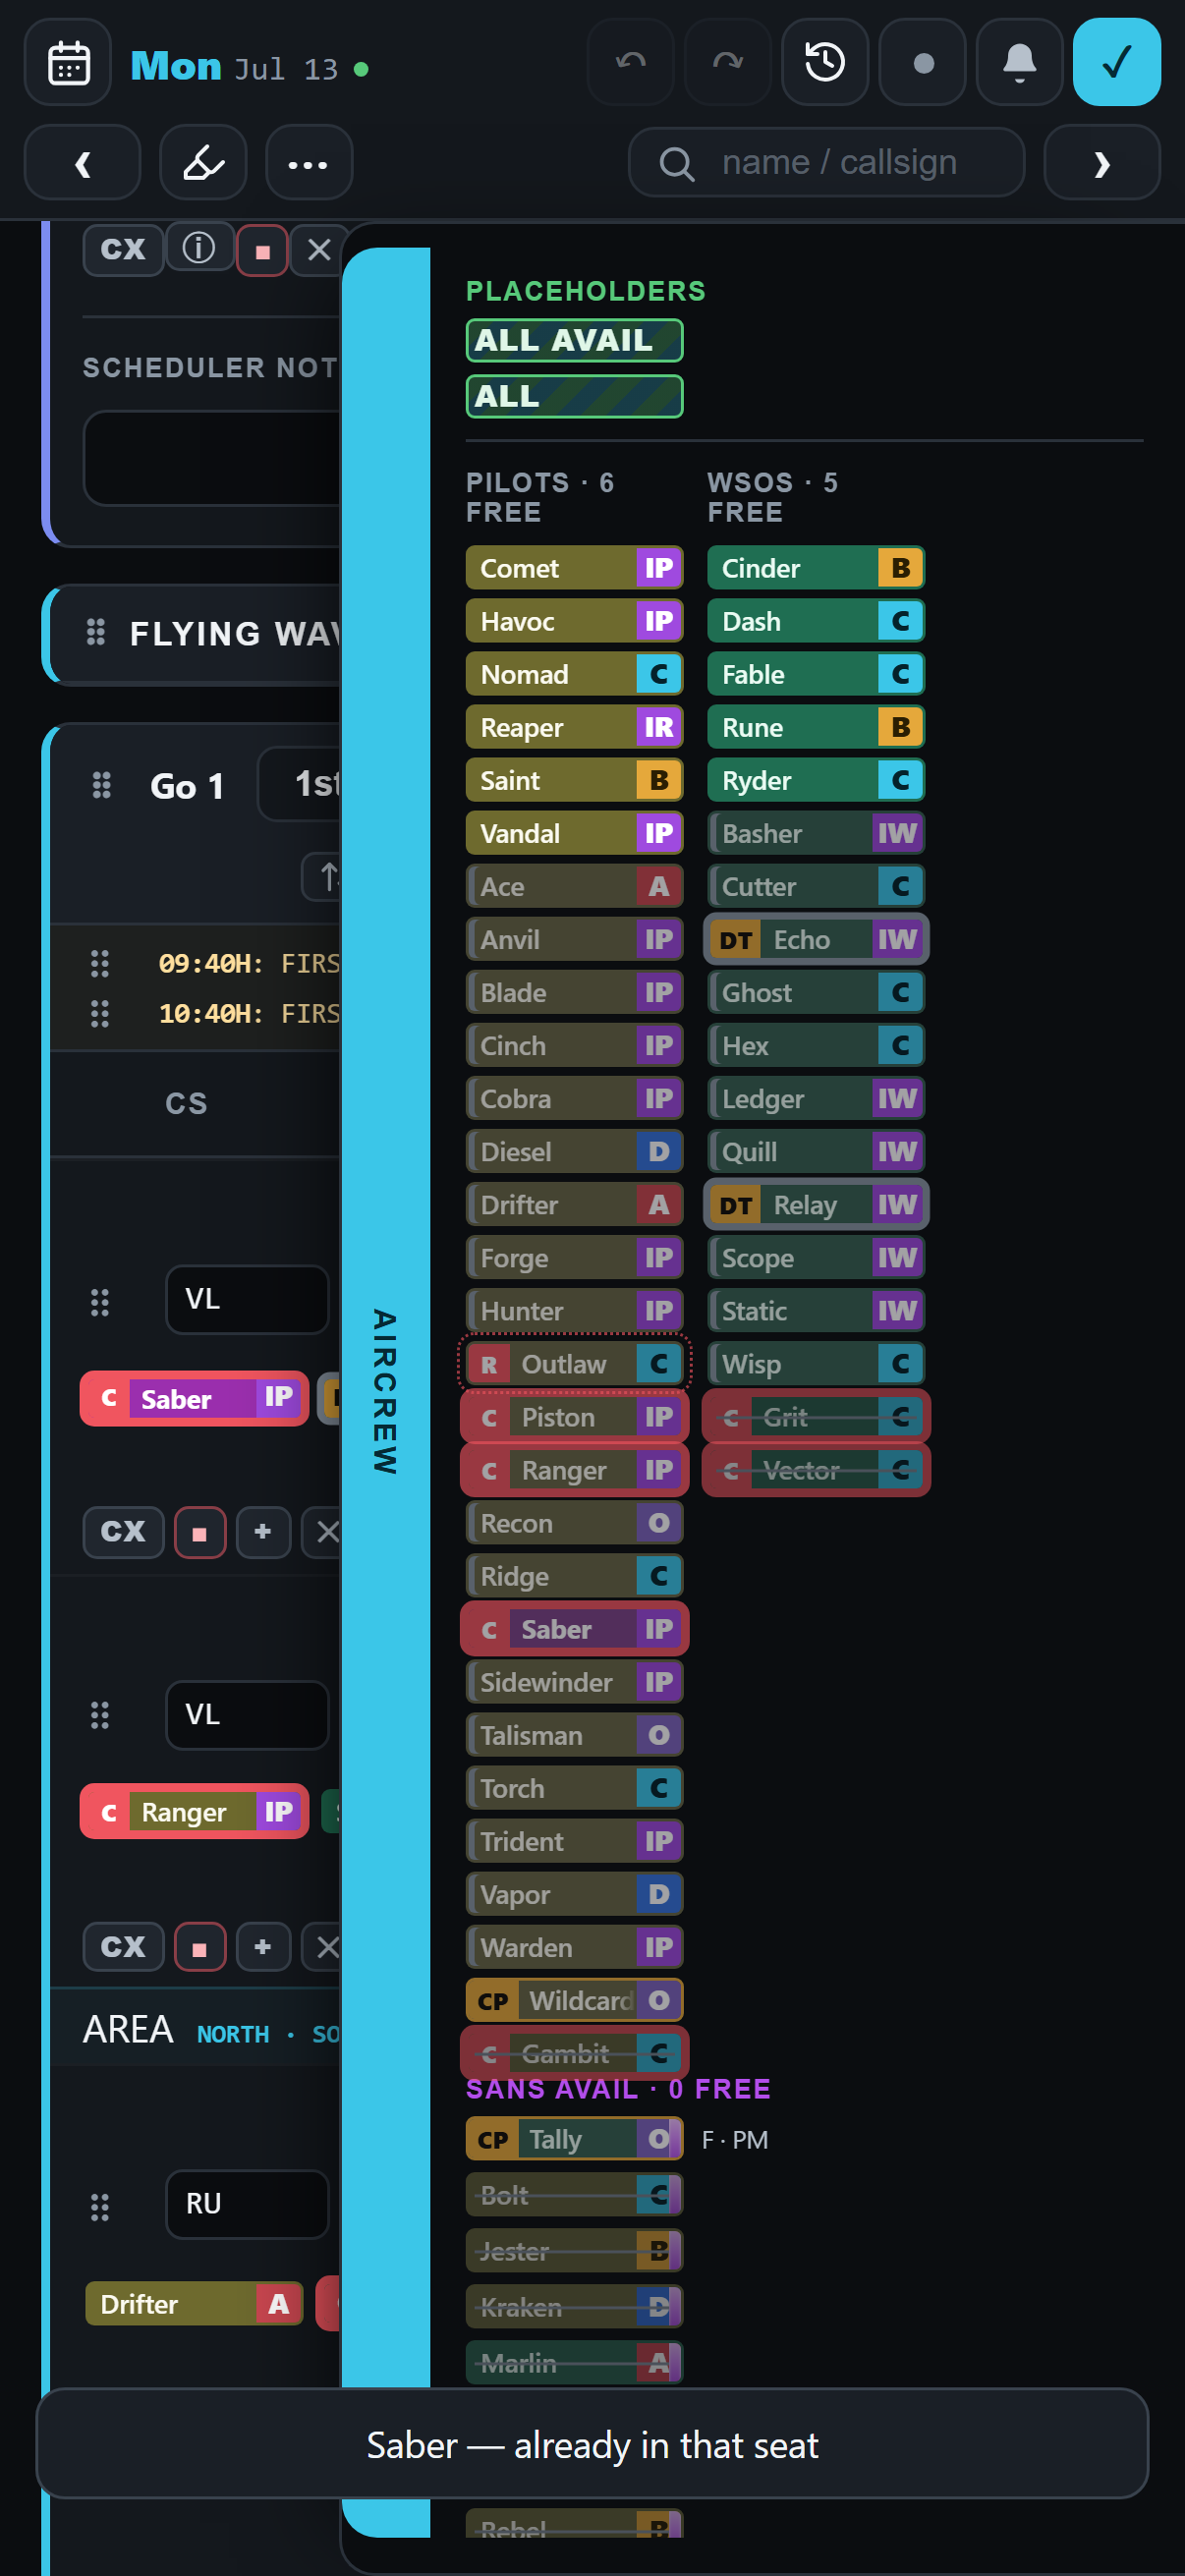 Mon Jul 13
name / callsign
CX
SCHEDULER NOT
FLYING WAV
Go 1 1st
09:40H: FIRS
10:40H: FIRS
CS
VL
C Saber IP
CX
VL
C Ranger IP
CX
AREA NORTH · SO
RU
Drifter A
AIRCREW
PLACEHOLDERS
ALL AVAIL
ALL
PILOTS · 6 FREE
WSOS · 5 FREE
Comet IP
Cinder B
Havoc IP
Dash C
Nomad C
Fable C
Reaper IR
Rune B
Saint B
Ryder C
Vandal IP
Basher IW
Ace A
Cutter C
Anvil IP
DT Echo IW
Blade IP
Ghost C
Cinch IP
Hex C
Cobra IP
Ledger IW
Diesel D
Quill IW
Drifter A
DT Relay IW
Forge IP
Scope IW
Hunter IP
Static IW
R Outlaw C
Wisp C
C Piston IP
C Grit C
C Ranger IP
C Vector C
Recon O
Ridge C
C Saber IP
Sidewinder IP
Talisman O
Torch C
Trident IP
Vapor D
Warden IP
CP Wildcard O
C Gambit C
SANS AVAIL · 0 FREE
CP Tally O F · PM
Bolt C
Jester B
Kraken D
Marlin A
Saber — already in that seat
Rebel B